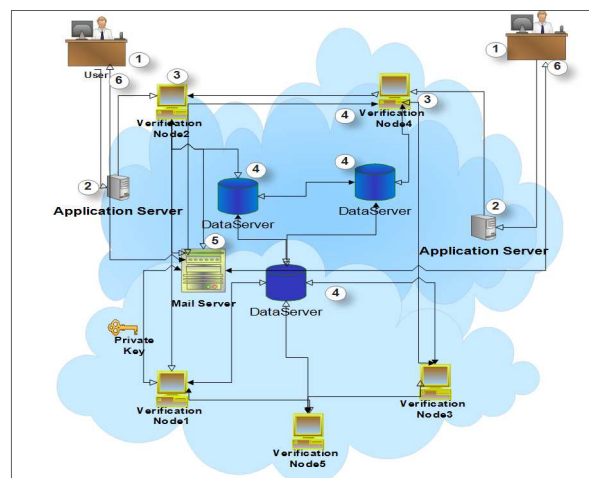 1
1
User
6
6
3
3
Verification
Node2
4
Verification
Node4
4
4
2
Application Server
DataServer
DataServer
2
Application Server
5
Mail Server
DataServer
4
Private
Key
Verification
Node1
Verification
Node3
Verification
Node5